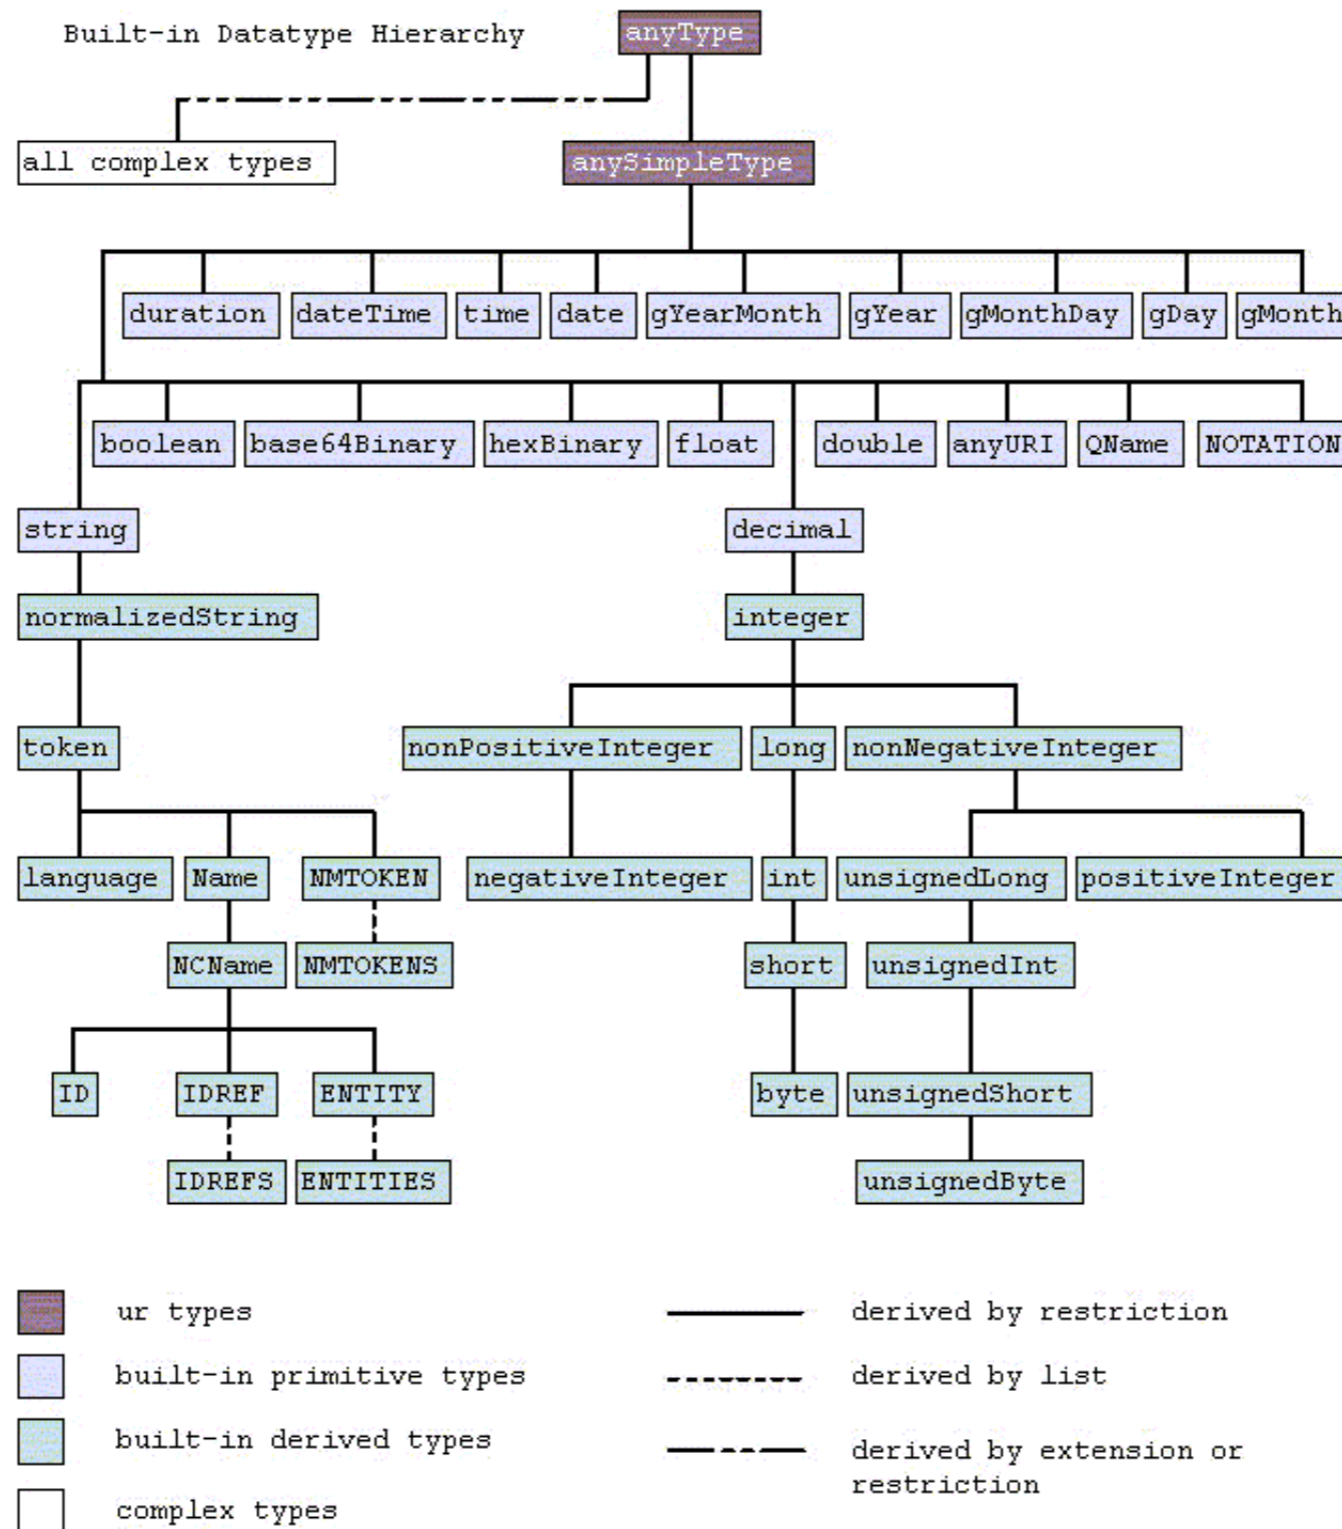 Built-in Datatype Hierarchy
anyType
all complex types
anySimpleType
duration dateTime time date gYearMonth gYear gMonthDay gDay gMonth
boolean base64Binary hexBinary float double anyURI QName NOTATION
string decimal
normalizedString integer
token nonPositiveInteger long nonNegativeInteger
language Name NMTOKEN negativeInteger int unsignedLong positiveInteger
NCName NMTOKENS short unsignedInt
ID IDREF ENTITY byte unsignedShort
IDREFS ENTITIES unsignedByte
ur types
derived by restriction
built-in primitive types
derived by list
built-in derived types
derived by extension or
restriction
complex types